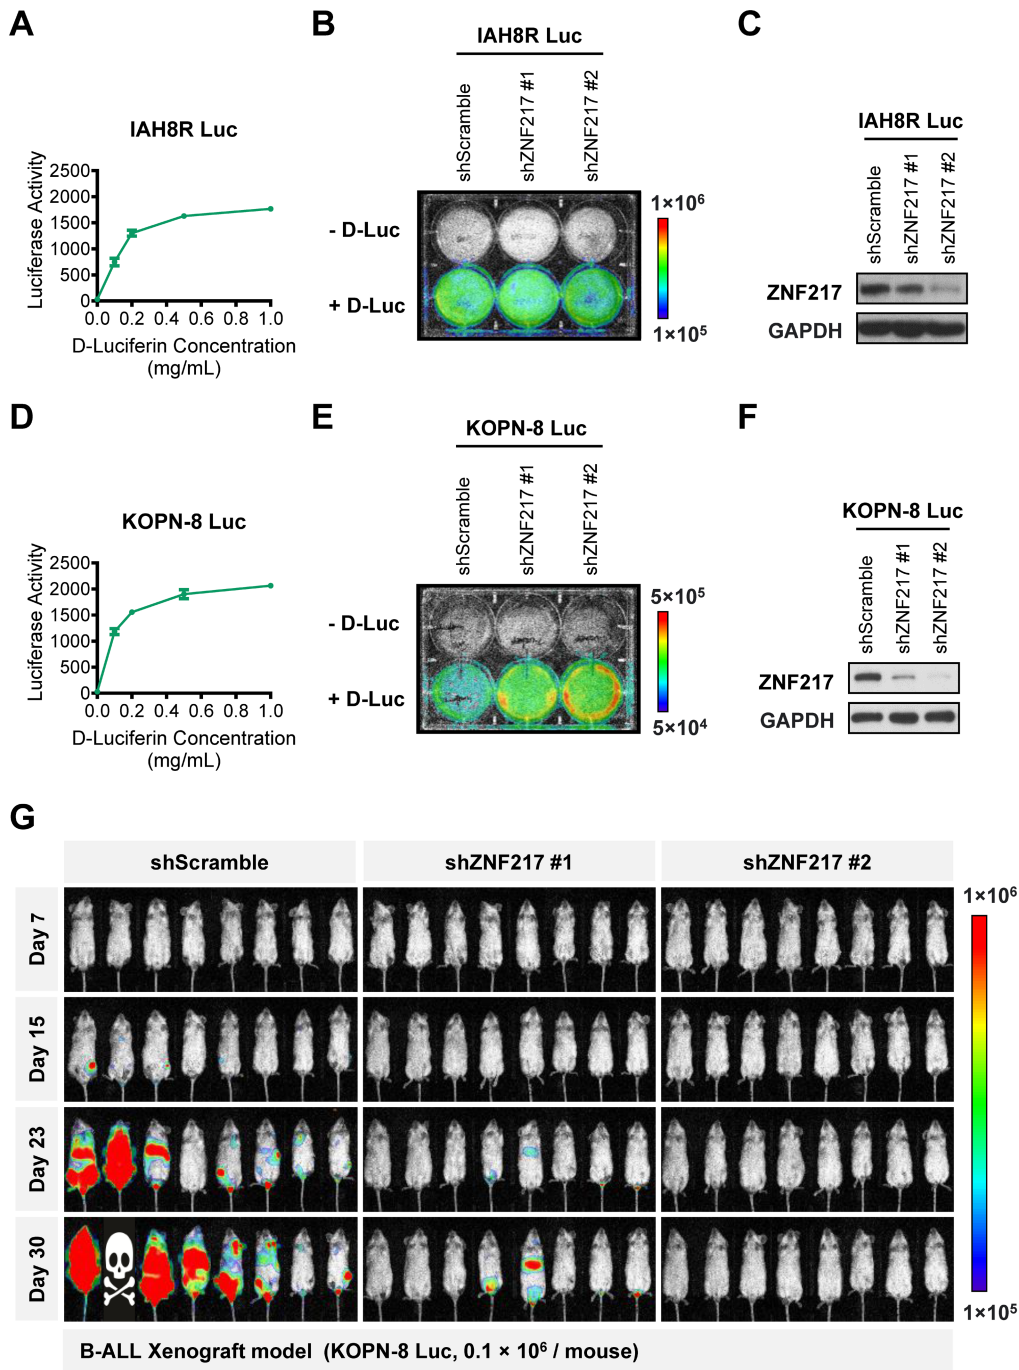 A
IAH8R Luc
Luciferase Activity
2500
2000
1500
1000
500
0
0.0 0.2 0.4 0.6 0.8 1.0
D-Luciferin Concentration
(mg/mL)
B
IAH8R Luc
shScramble
shZNF217 #1
shZNF217 #2
- D-Luc
+ D-Luc
1×10⁶
1×10⁵
C
IAH8R Luc
shScramble
shZNF217 #1
shZNF217 #2
ZNF217
GAPDH
D
KOPN-8 Luc
Luciferase Activity
2500
2000
1500
1000
500
0
0.0 0.2 0.4 0.6 0.8 1.0
D-Luciferin Concentration
(mg/mL)
E
KOPN-8 Luc
shScramble
shZNF217 #1
shZNF217 #2
- D-Luc
+ D-Luc
5×10⁵
5×10⁴
F
KOPN-8 Luc
shScramble
shZNF217 #1
shZNF217 #2
ZNF217
GAPDH
G
shScramble shZNF217 #1 shZNF217 #2
Day 7
Day 15
Day 23
Day 30
1×10⁶
1×10⁵
B-ALL Xenograft model (KOPN-8 Luc, 0.1 × 10⁶ / mouse)